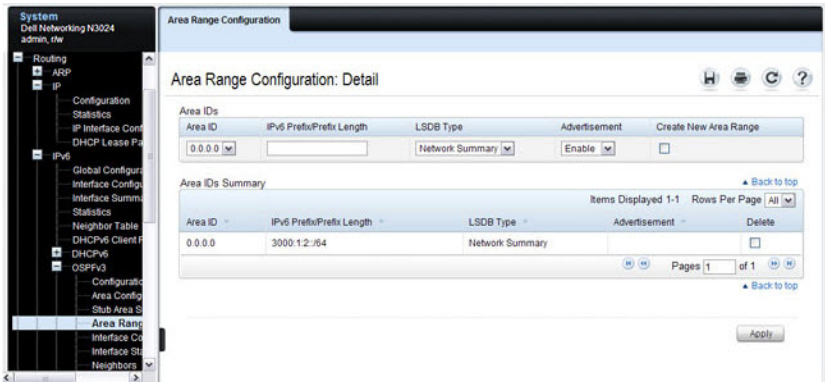 System
Dell Networking N3024
admin, r/w
Routing
ARP
IP
Configuration
Statistics
IP Interface Conf
DHCP Lease Pa
IPv6
Global Configura
Interface Configu
Interface Summa
Statistics
Neighbor Table
DHCPv6 Client P
DHCPv6
OSPFv3
Configuratio
Area Config
Stub Area S
Area Rang
Interface Co
Interface Sta
Neighbors
Area Range Configuration
Area Range Configuration: Detail
Area IDs
Area ID IPv6 Prefix/Prefix Length LSDB Type Advertisement Create New Area Range
0.0.0.0 Network Summary Enable
Area IDs Summary Back to top
Items Displayed 1-1 Rows Per Page All
Area ID IPv6 Prefix/Prefix Length LSDB Type Advertisement Delete
0.0.0.0 3000:1:2::/64 Network Summary
Pages 1 of 1
Back to top
Apply